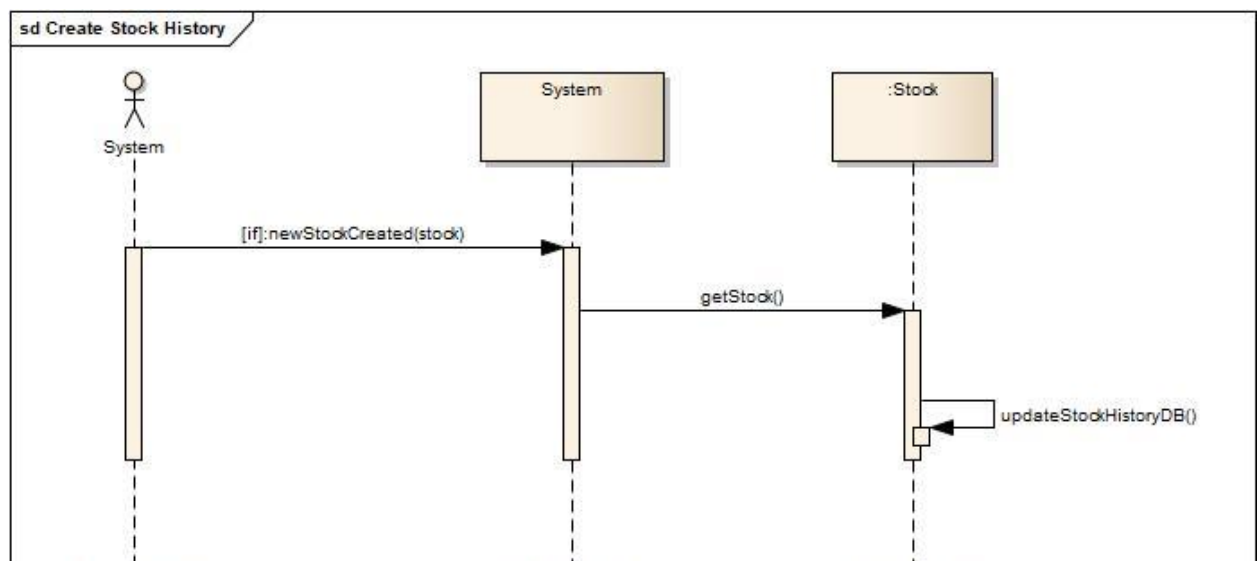 sd Create Stock History
System
System
:Stock
[if]:newStockCreated(stock)
getStock()
updateStockHistoryDB()